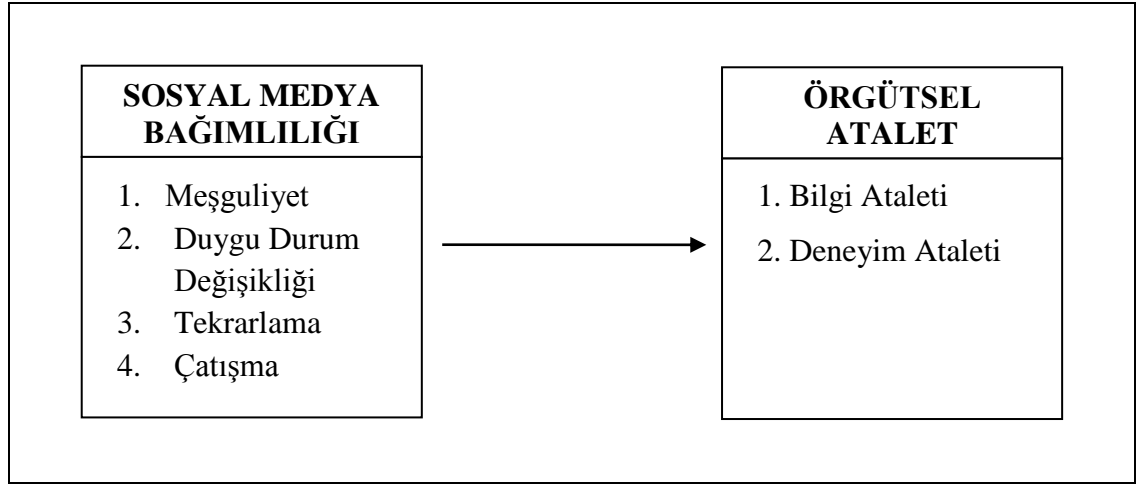 SOSYAL MEDYA
BAĞIMLILIĞI
1. Meşguliyet
2. Duygu Durum
Değişikliği
3. Tekrarlama
4. Çatışma
ÖRGÜTSEL
ATALET
1. Bilgi Ataleti
2. Deneyim Ataleti